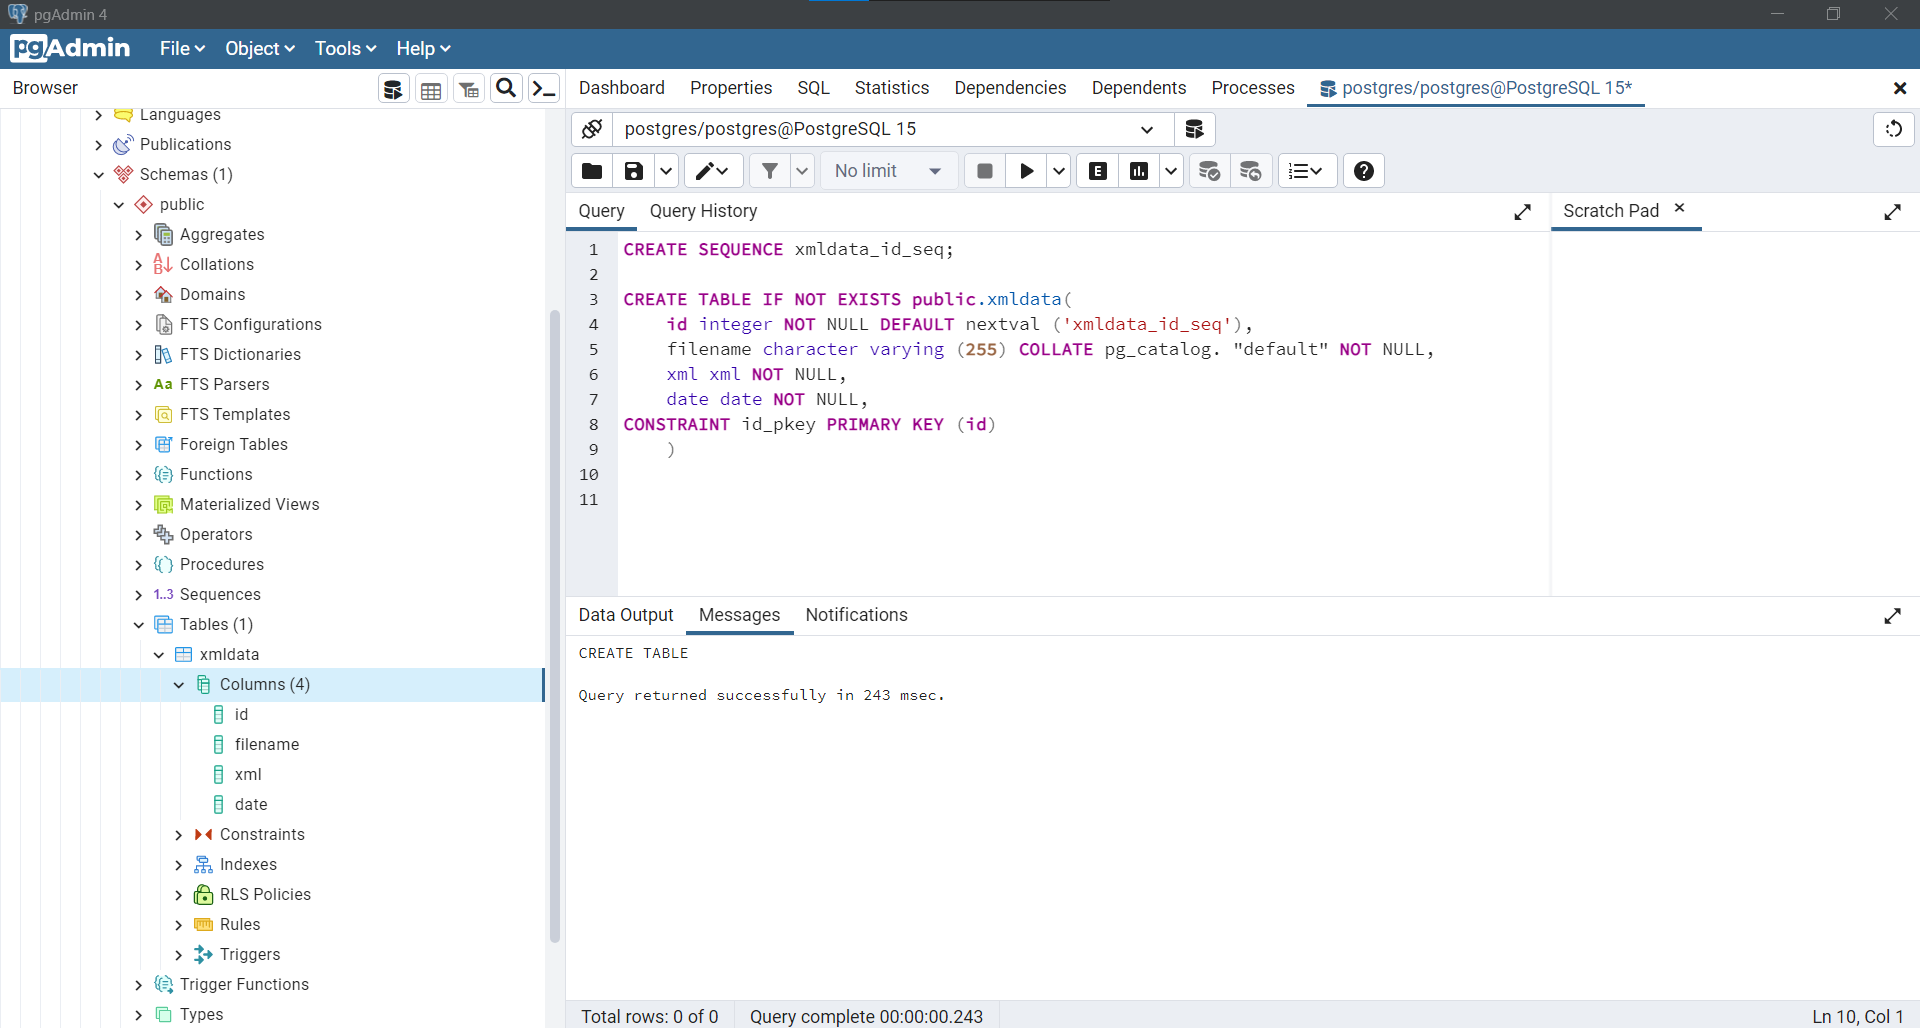 pgAdmin 4
pgAdmin File Object Tools Help
Browser
Dashboard Properties SQL Statistics Dependencies Dependents Processes postgres/postgres@PostgreSQL 15*
Languages
Publications
Schemas (1)
public
Aggregates
Collations
Domains
FTS Configurations
FTS Dictionaries
Aa FTS Parsers
FTS Templates
Foreign Tables
Functions
Materialized Views
Operators
Procedures
1..3 Sequences
Tables (1)
xmldata
Columns (4)
id
filename
xml
date
Constraints
Indexes
RLS Policies
Rules
Triggers
Trigger Functions
Types
postgres/postgres@PostgreSQL 15
No limit E
Query Query History
Scratch Pad
1 CREATE SEQUENCE xmldata_id_seq;
2
3 CREATE TABLE IF NOT EXISTS public.xmldata(
4 id integer NOT NULL DEFAULT nextval ('xmldata_id_seq'),
5 filename character varying (255) COLLATE pg_catalog. "default" NOT NULL,
6 xml xml NOT NULL,
7 date date NOT NULL,
8 CONSTRAINT id_pkey PRIMARY KEY (id)
9 )
10
11
Data Output Messages Notifications
CREATE TABLE
Query returned successfully in 243 msec.
Total rows: 0 of 0 Query complete 00:00:00.243 Ln 10, Col 1